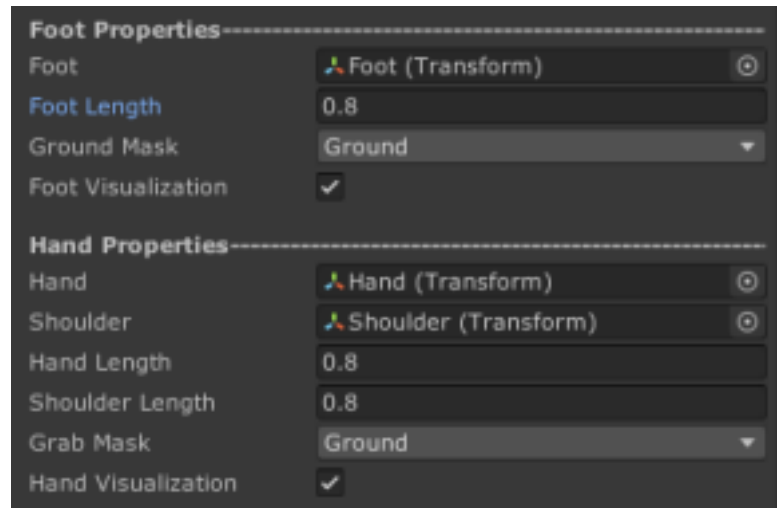 Foot Properties--------------------------------------------------
Foot Foot (Transform)
Foot Length 0.8
Ground Mask Ground
Foot Visualization
Hand Properties--------------------------------------------------
Hand Hand (Transform)
Shoulder Shoulder (Transform)
Hand Length 0.8
Shoulder Length 0.8
Grab Mask Ground
Hand Visualization